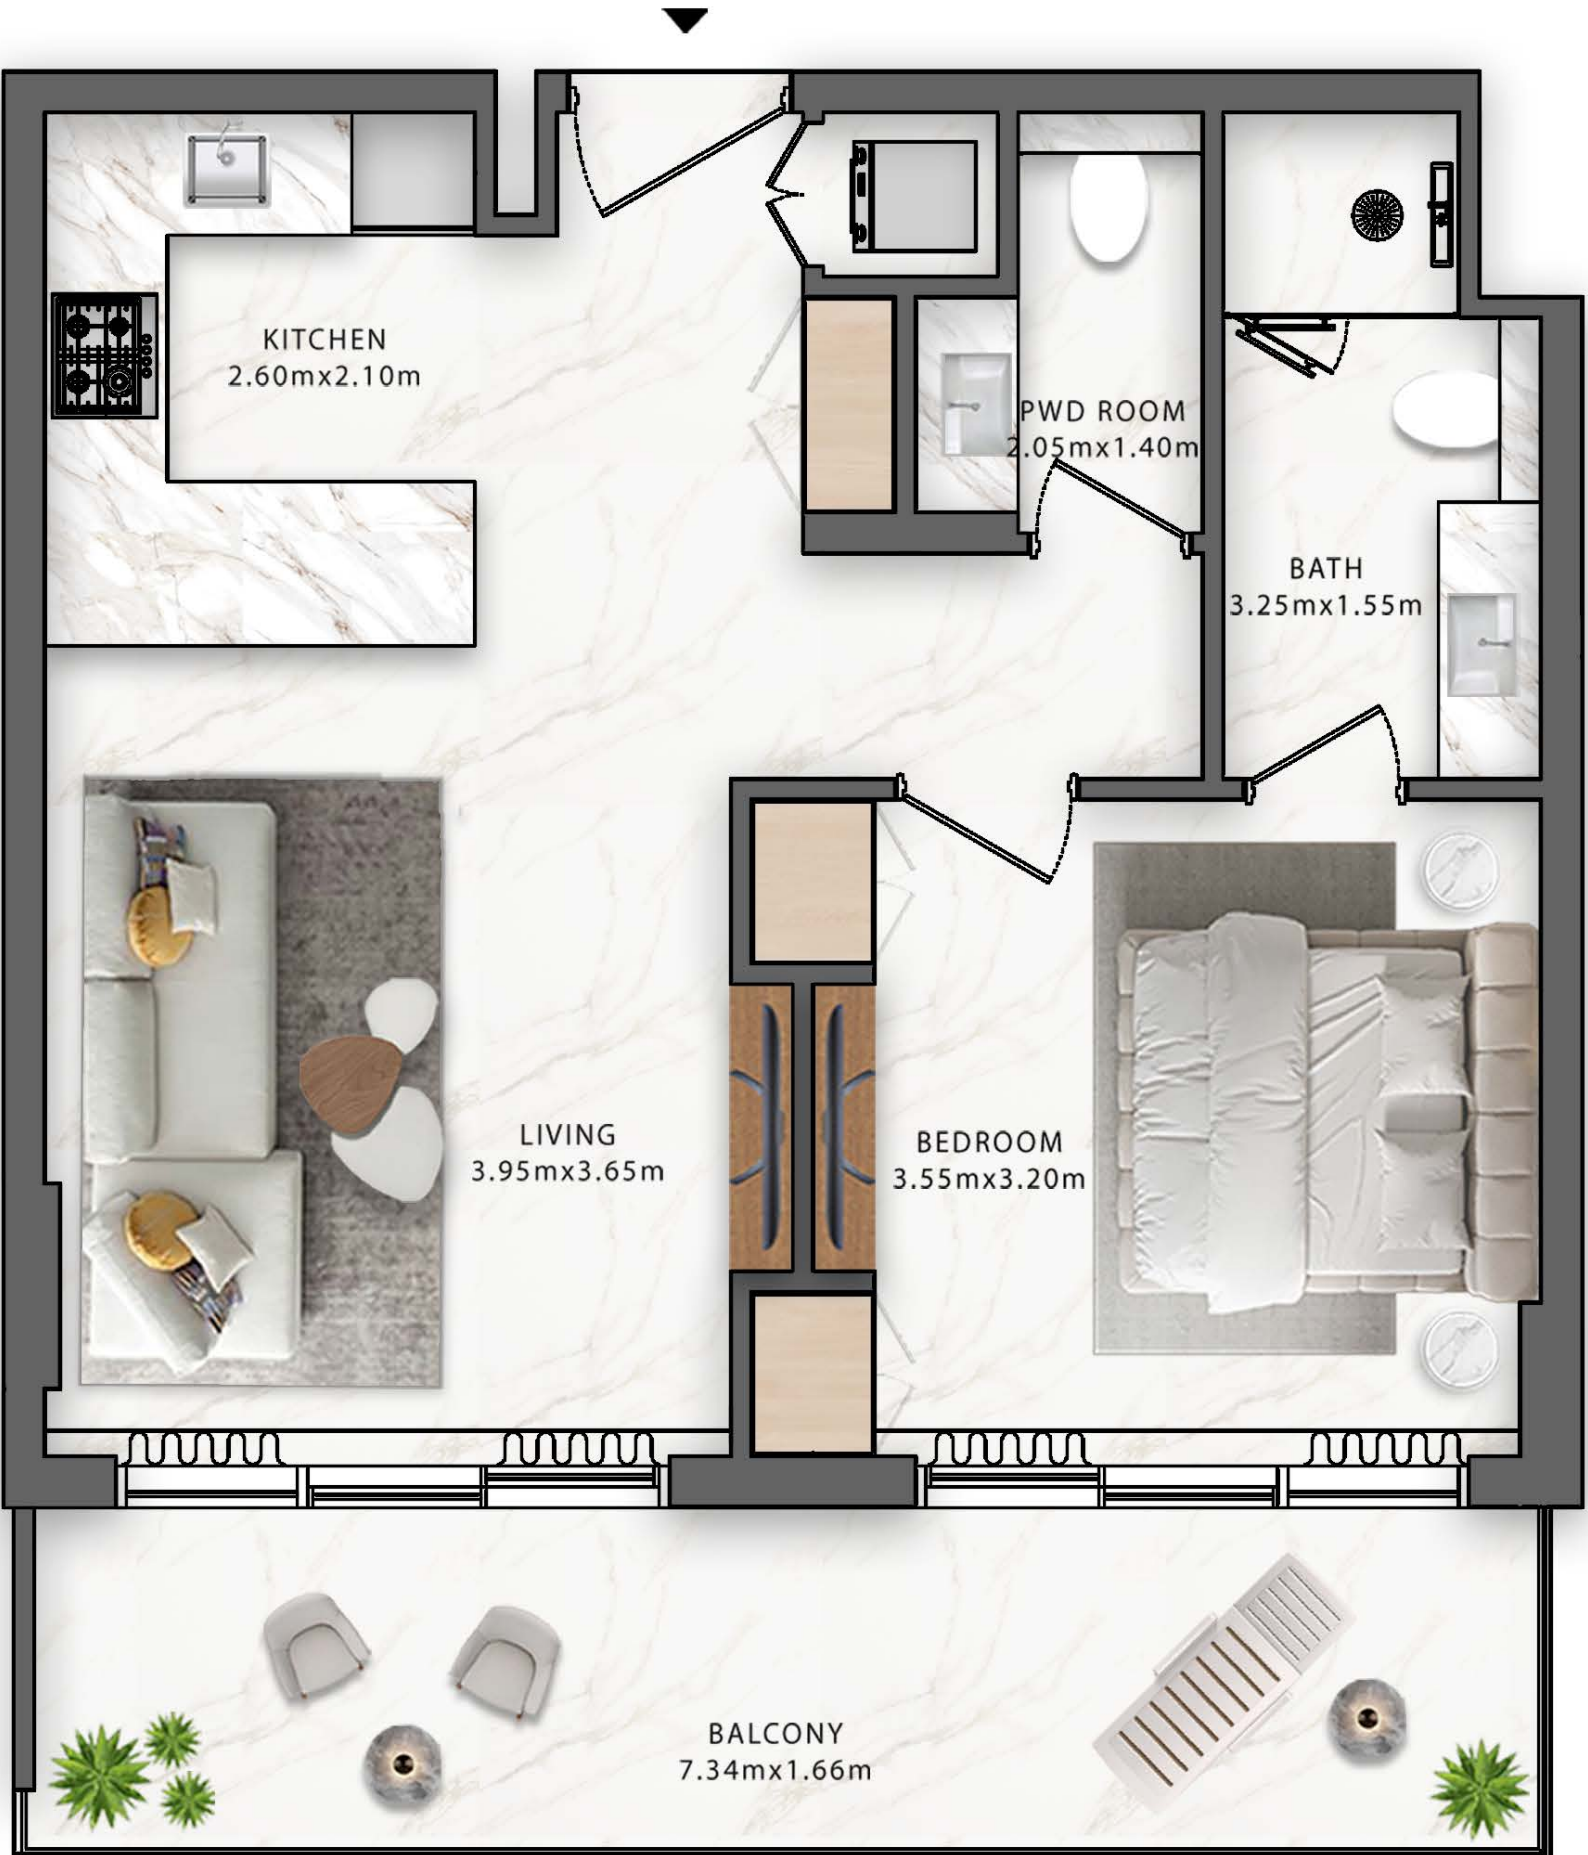 KITCHEN
2.60mx2.10m
PWD ROOM
2.05mx1.40m
BATH
3.25mx1.55m
LIVING
3.95mx3.65m
BEDROOM
3.55mx3.20m
BALCONY
7.34mx1.66m